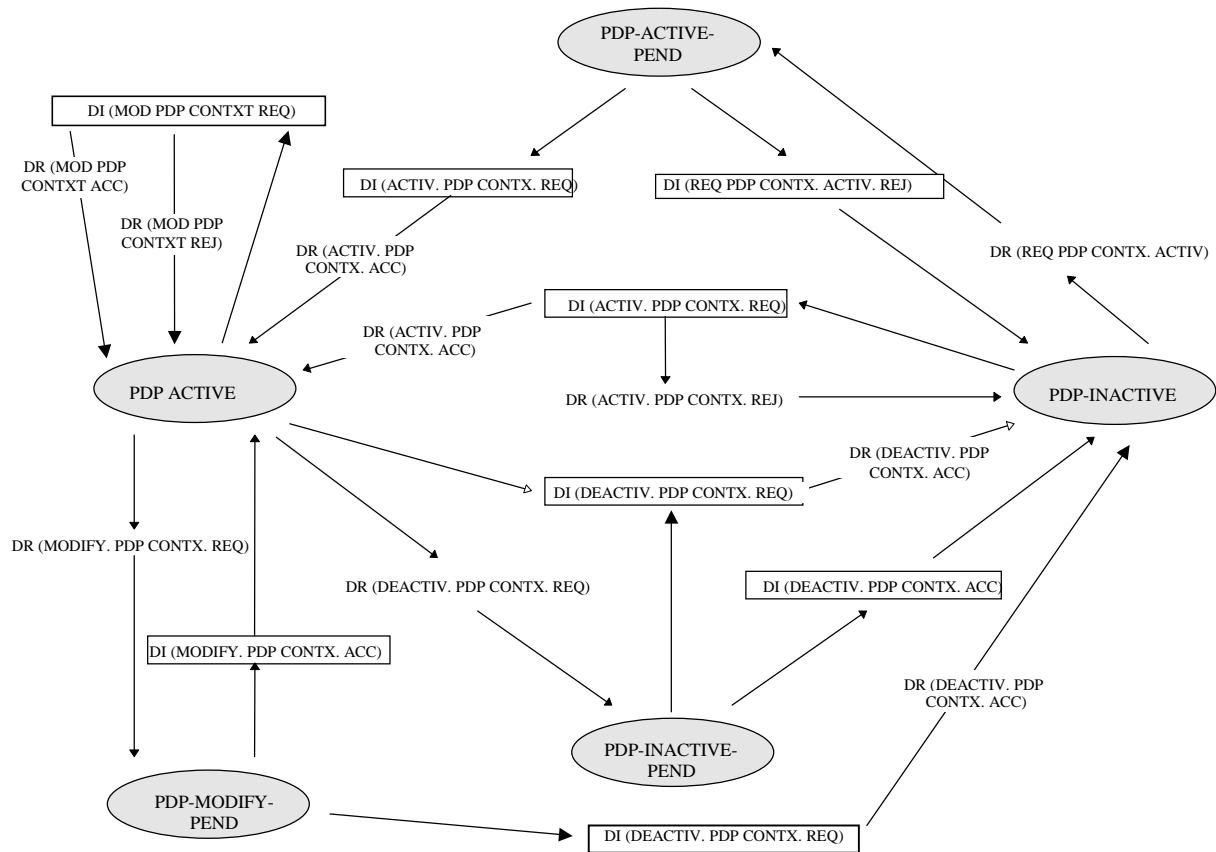 PDP-ACTIVE-
PEND
DI (MOD PDP CONTXT REQ)
DR (MOD PDP
CONTXT ACC)
DR (MOD PDP
CONTXT REJ)
DI (ACTIV. PDP CONTX. REQ)
DI (REQ PDP CONTX. ACTIV. REJ)
DR (ACTIV. PDP
CONTX. ACC)
DR (REQ PDP CONTX. ACTIV)
DI (ACTIV. PDP CONTX. REQ)
DR (ACTIV. PDP
CONTX. ACC)
PDP ACTIVE
DR (ACTIV. PDP CONTX. REJ)
PDP-INACTIVE
DR (DEACTIV. PDP
CONTX. ACC)
DI (DEACTIV. PDP CONTX. REQ)
DR (MODIFY. PDP CONTX. REQ)
DR (DEACTIV. PDP CONTX. REQ)
DI (DEACTIV. PDP CONTX. ACC)
DI (MODIFY. PDP CONTX. ACC)
DR (DEACTIV. PDP
CONTX. ACC)
PDP-INACTIVE-
PEND
PDP-MODIFY-
PEND
DI (DEACTIV. PDP CONTX. REQ)